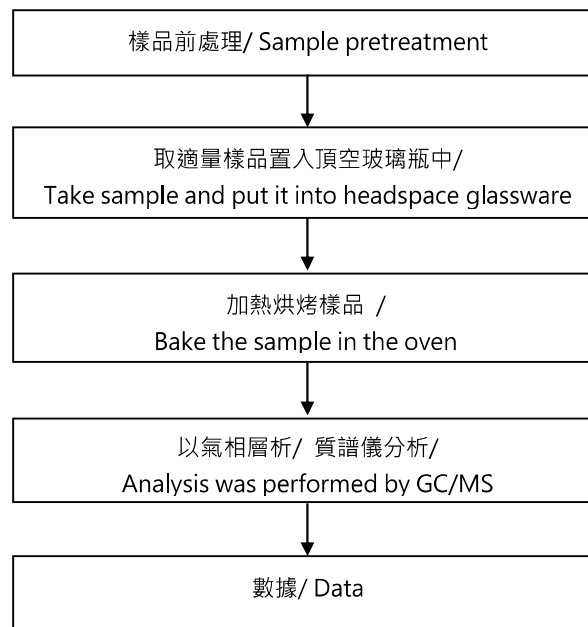 樣品前處理/ Sample pretreatment
取適量樣品置入頂空玻璃瓶中/
Take sample and put it into headspace glassware
加熱烘烤樣品 /
Bake the sample in the oven
以氣相層析/ 質譜儀分析/
Analysis was performed by GC/MS
數據/ Data